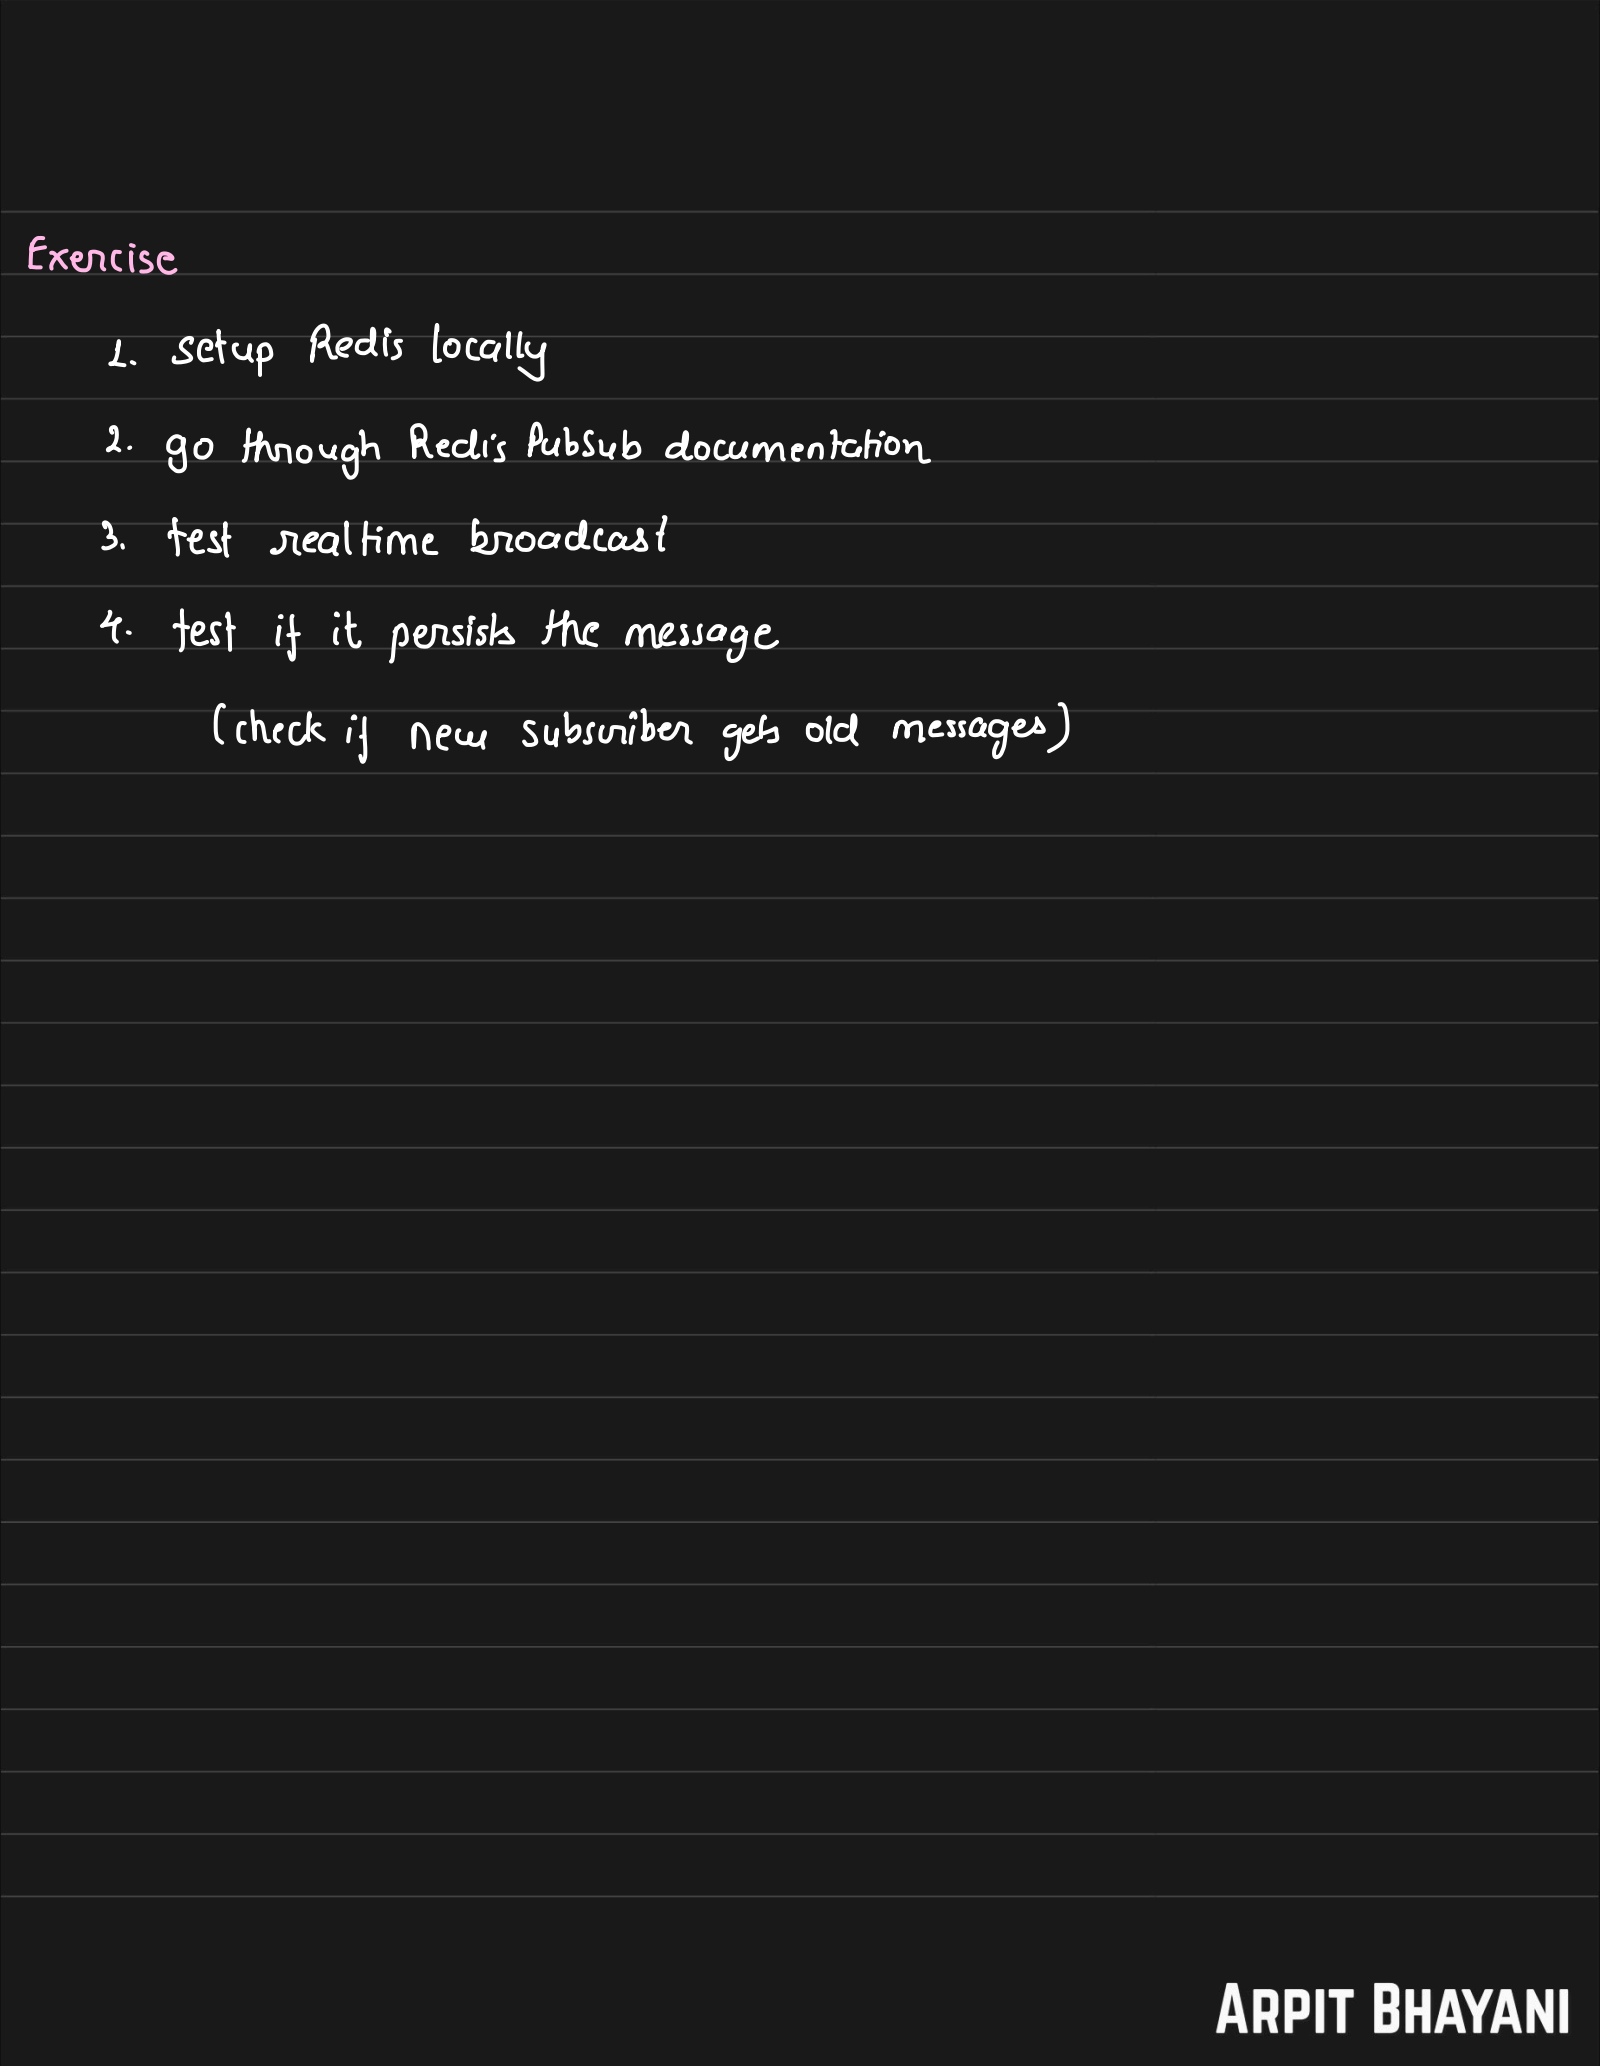 Exercise
1. setup Redis locally
2. go through Redis PubSub documentation
3. test realtime broadcast
4. test if it persists the message
(check if new subscriber gets old messages)
ARPIT BHAYANI